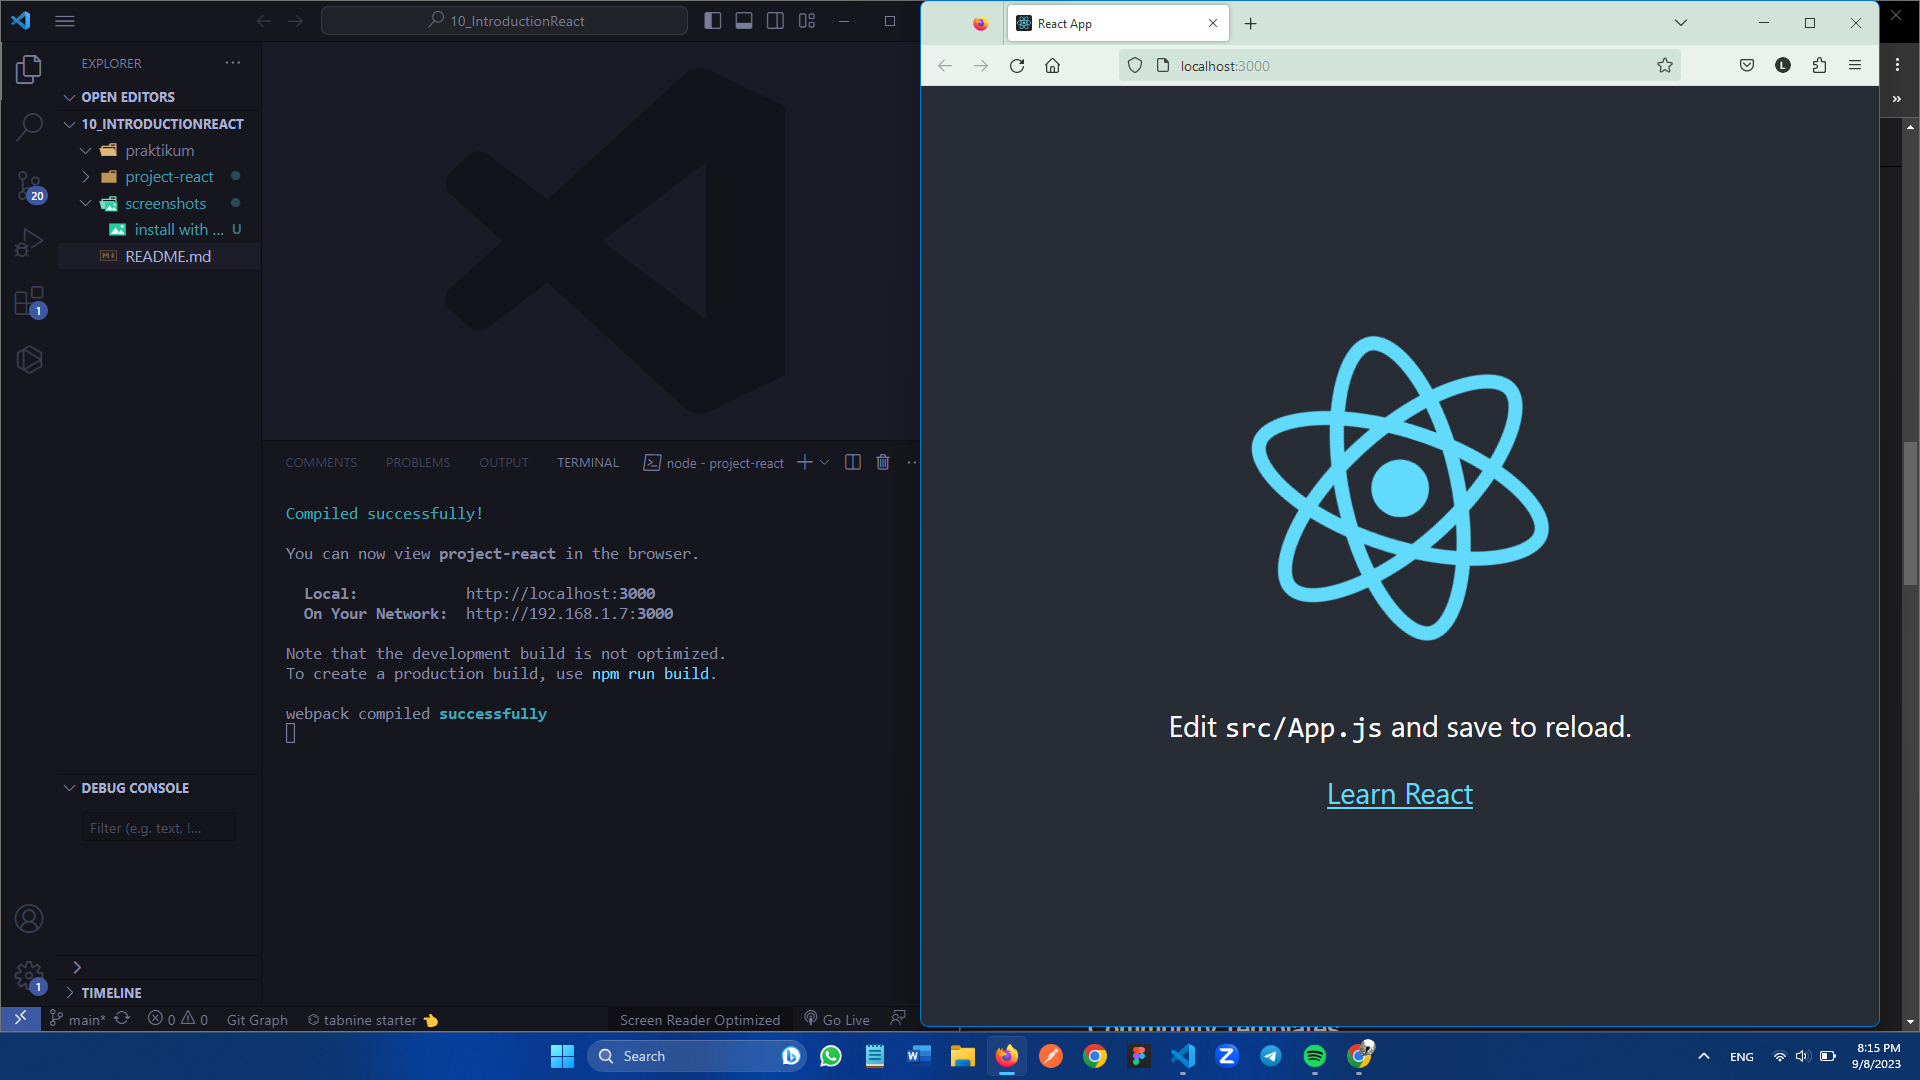 10_IntroductionReact
EXPLORER
OPEN EDITORS
10_INTRODUCTIONREACT
praktikum
project-react
screenshots
install with ... U
README.md
20
1
COMMENTS PROBLEMS OUTPUT TERMINAL node - project-react
Compiled successfully!
You can now view project-react in the browser.
Local: http://localhost:3000
On Your Network: http://192.168.1.7:3000
Note that the development build is not optimized.
To create a production build, use npm run build.
webpack compiled successfully
DEBUG CONSOLE
Filter (e.g. text, !...
1
TIMELINE
main* 0 0 Git Graph tabnine starter Screen Reader Optimized Go Live
React App
localhost:3000
L
Edit src/App.js and save to reload.
Learn React
Community Templates
Search
ENG
8:15 PM
9/8/2023